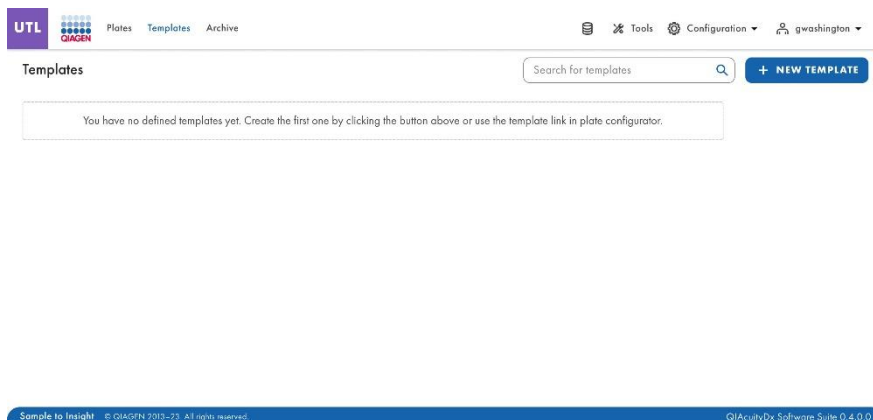 UTL QIAGEN Plates Templates Archive Tools Configuration gwashington
Templates Search for templates + NEW TEMPLATE
You have no defined templates yet. Create the first one by clicking the button above or use the template link in plate configurator.
Sample to Insight © QIAGEN 2013–23. All rights reserved. QIAcuityDx Software Suite 0.4.0.0